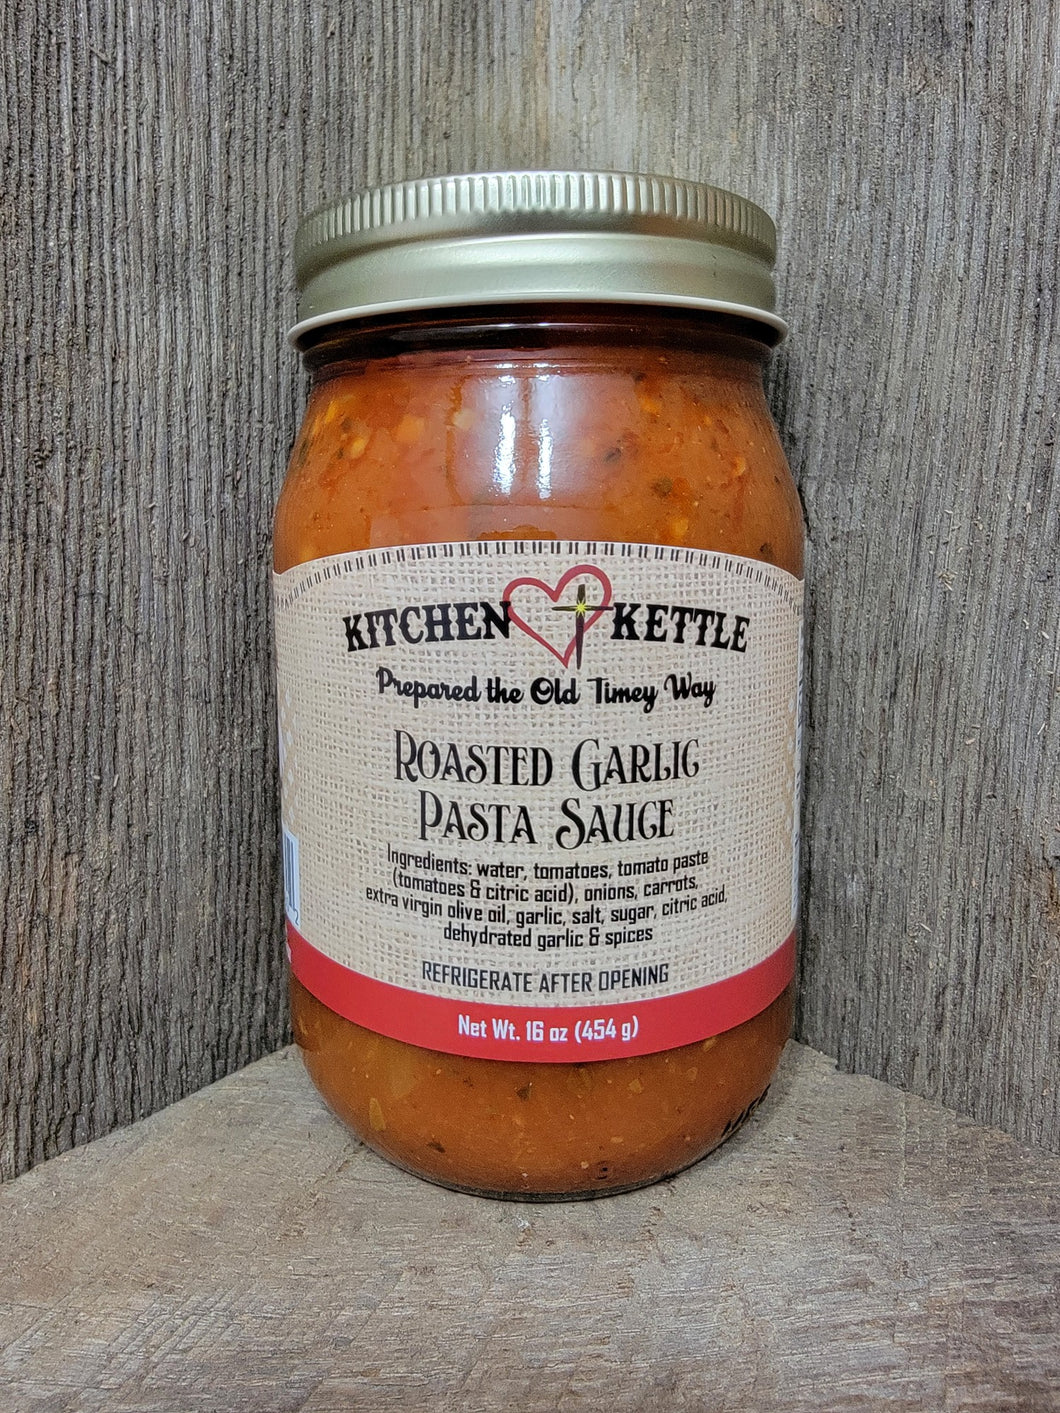 KITCHEN KETTLE
Prepared the Old Timey Way
ROASTED GARLIC
PASTA SAUCE
Ingredients: water, tomatoes, tomato paste
(tomatoes & citric acid), onions, carrots,
extra virgin olive oil, garlic, salt, sugar, citric acid,
dehydrated garlic & spices
REFRIGERATE AFTER OPENING
Net Wt. 16 oz (454 g)
2